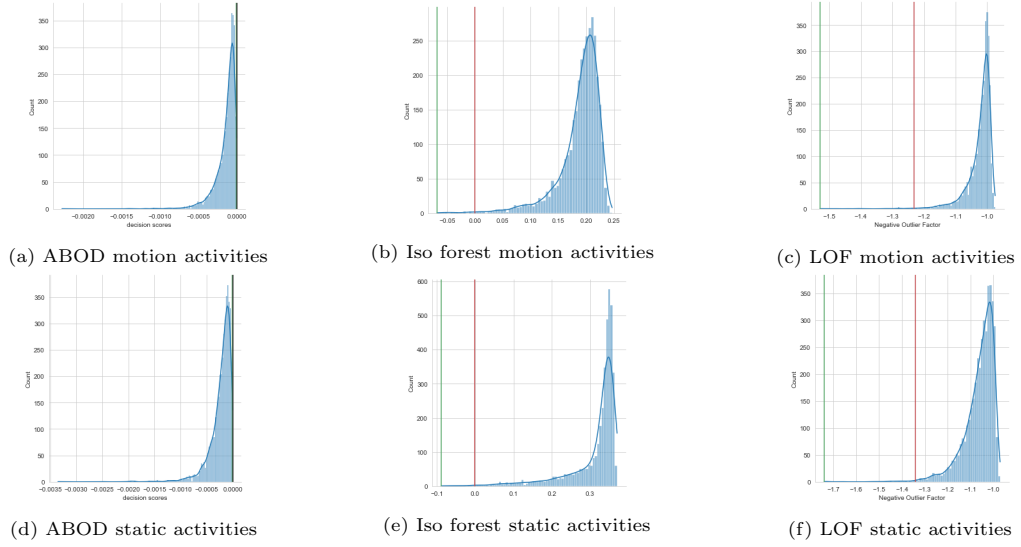 350
300
250
200
150
100
50
0
Count
−0.0020 −0.0015 −0.0010 −0.0005 0.0000
decision scores
(a) ABOD motion activities
300
250
200
150
100
50
0
Count
−0.05 0.00 0.05 0.10 0.15 0.20 0.25
(b) Iso forest motion activities
350
300
250
200
150
100
50
0
Count
−1.5 −1.4 −1.3 −1.2 −1.1 −1.0
Negative Outlier Factor
(c) LOF motion activities
350
300
250
200
150
100
50
0
Count
−0.0035 −0.0030 −0.0025 −0.0020 −0.0015 −0.0010 −0.0005 0.0000
decision scores
(d) ABOD static activities
600
500
400
300
200
100
0
Count
−0.1 0.0 0.1 0.2 0.3
(e) Iso forest static activities
350
300
250
200
150
100
50
0
Count
−1.7 −1.6 −1.5 −1.4 −1.3 −1.2 −1.1 −1.0
Negative Outlier Factor
(f) LOF static activities